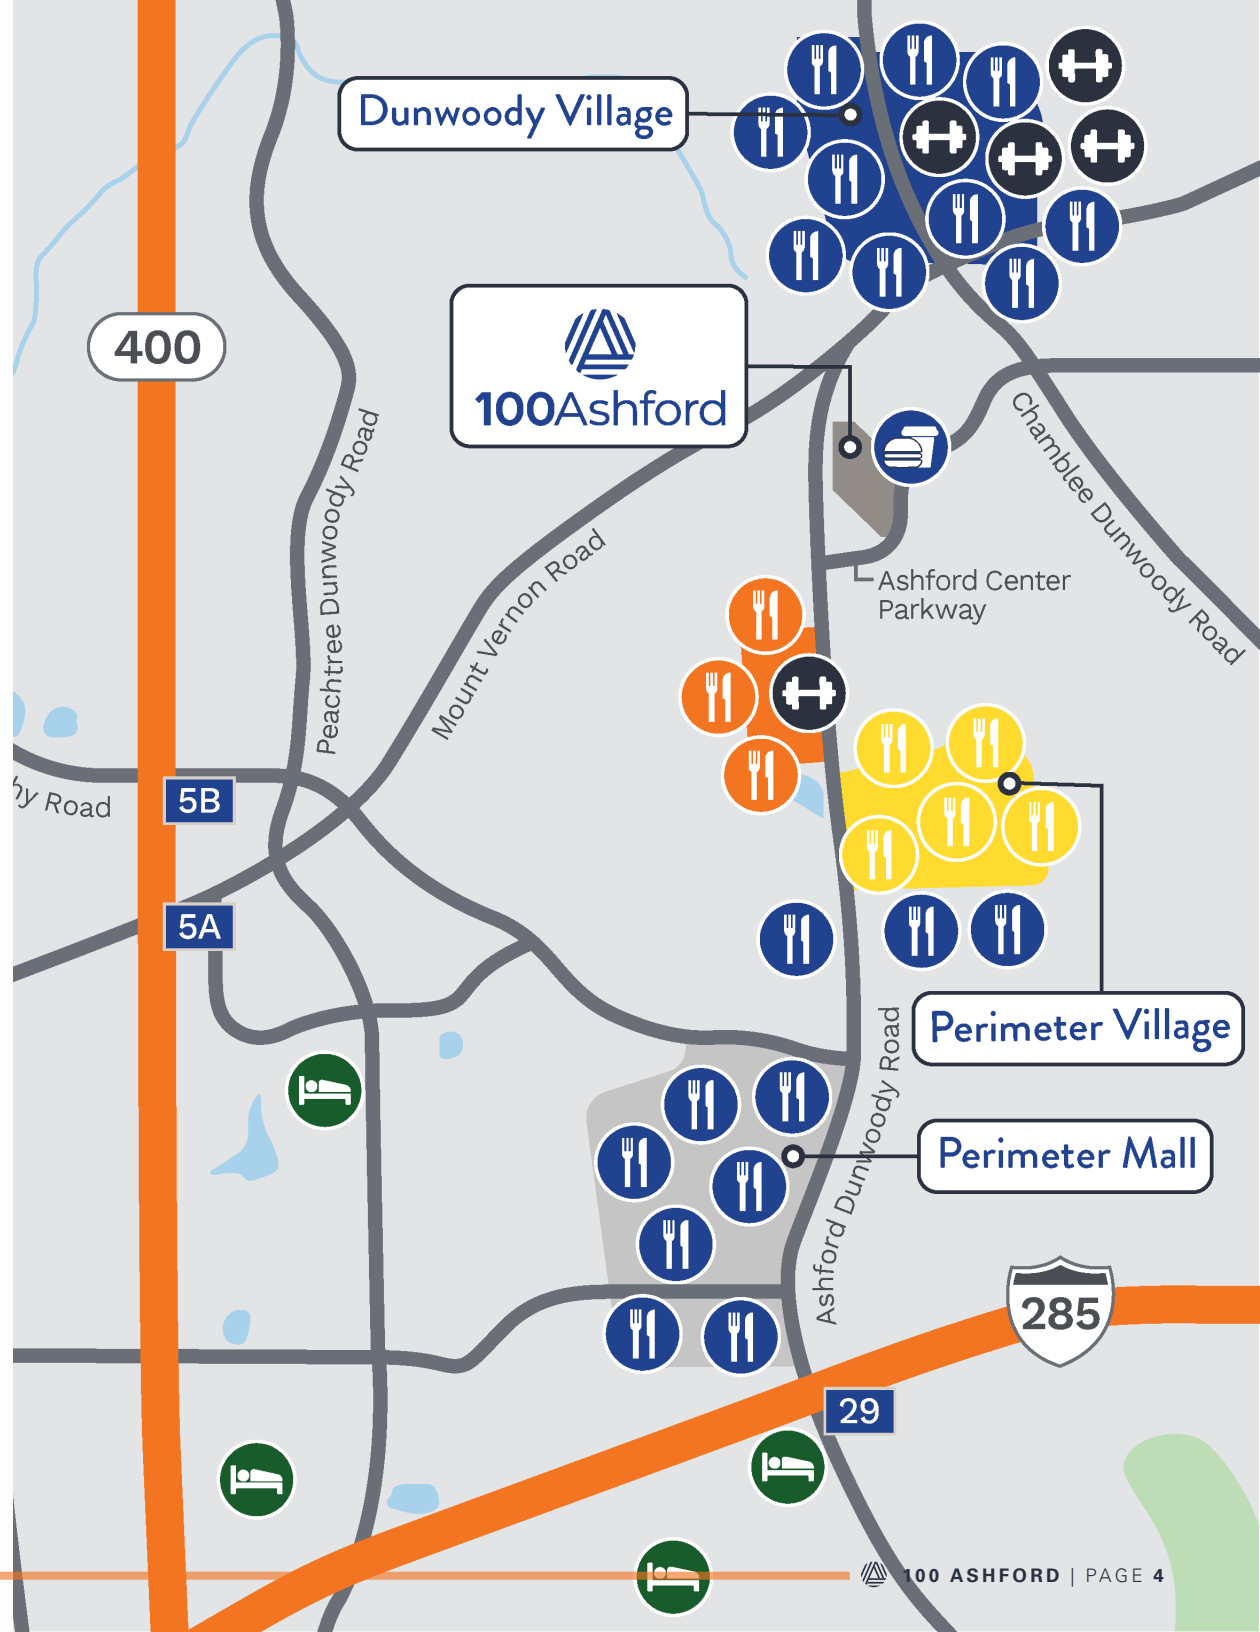 Dunwoody Village
400
100Ashford
Chamblee Dunwoody Road
Peachtree Dunwoody Road
Mount Vernon Road
Ashford Center
Parkway
5B
hy Road
5A
Perimeter Village
Ashford Dunwoody Road
Perimeter Mall
285
29
100 ASHFORD | PAGE 4